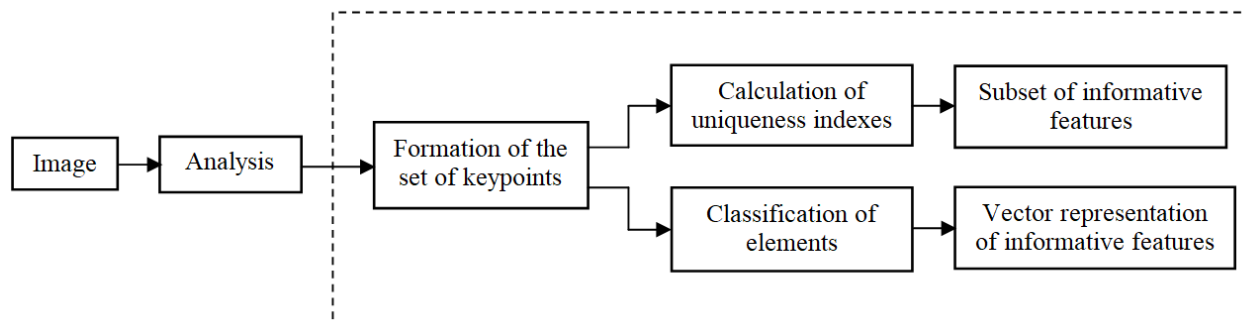 Image
Analysis
Formation of the
set of keypoints
Calculation of
uniqueness indexes
Subset of informative
features
Classification of
elements
Vector representation
of informative features